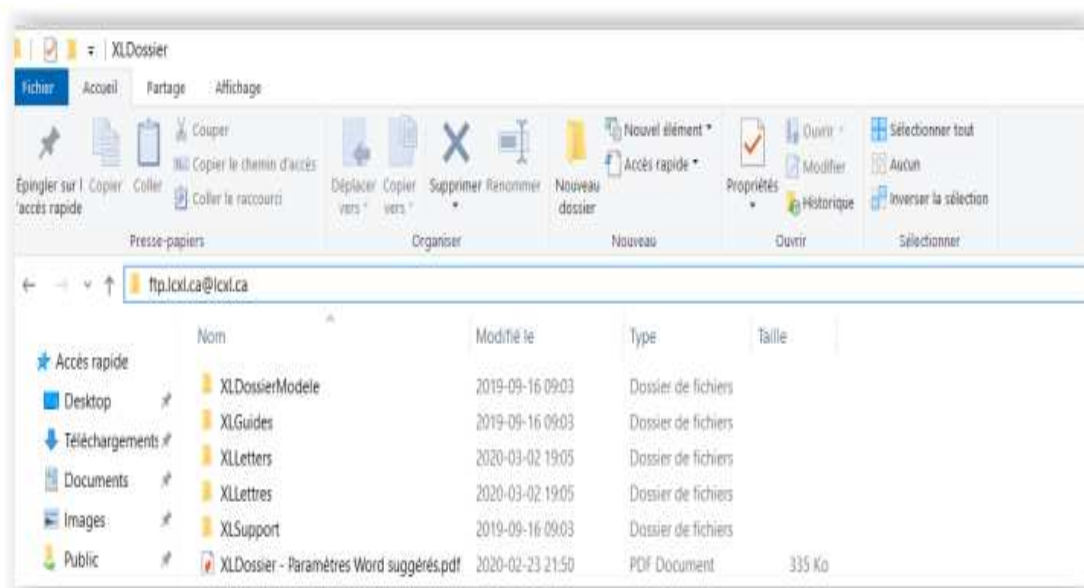 XLDossier
Fichier Accueil Partage Affichage
Épingler sur l'accès rapide
Copier
Coller
Couper
Copier le chemin d'accès
Coller le raccourci
Presse-papiers
Déplacer vers
Copier vers
Supprimer
Renommer
Organiser
Nouveau dossier
Nouvel élément
Accès rapide
Nouveau
Propriétés
Ouvrir
Modifier
Historique
Ouvrir
Sélectionner tout
Aucun
Inverser la sélection
Sélectionner
ftp.lcxl.ca@lcxl.ca
Nom Modifié le Type Taille
Accès rapide
Desktop
Téléchargements
Documents
Images
Public
XLDossierModele 2019-09-16 09:03 Dossier de fichiers
XLGuides 2019-09-16 09:03 Dossier de fichiers
XLLetters 2020-03-02 19:05 Dossier de fichiers
XLLettres 2020-03-02 19:05 Dossier de fichiers
XLSupport 2019-09-16 09:03 Dossier de fichiers
XLDossier - Paramètres Word suggérés.pdf 2020-02-23 21:50 PDF Document 335 Ko